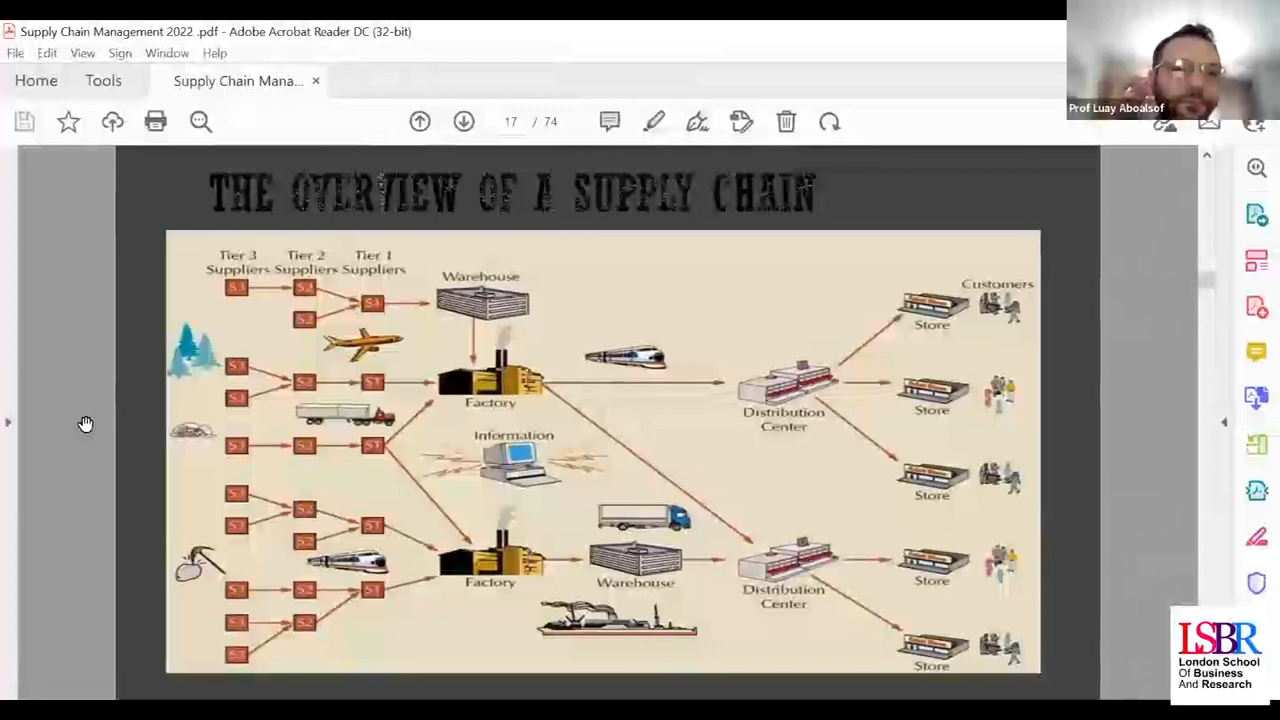 Supply Chain Management 2022 .pdf - Adobe Acrobat Reader DC (32-bit)
File Edit View Sign Window Help
Home Tools Supply Chain Mana... ×
17 / 74
Prof Luay Aboalsof
THE OVERVIEW OF A SUPPLY CHAIN
Tier 3 Tier 2 Tier 1
Suppliers Suppliers Suppliers
Warehouse
Customers
Store
Factory
Store
Distribution
Center
Information
Store
Factory
Warehouse
Store
Distribution
Center
Store
LSBR
London School
Of Business
And Research